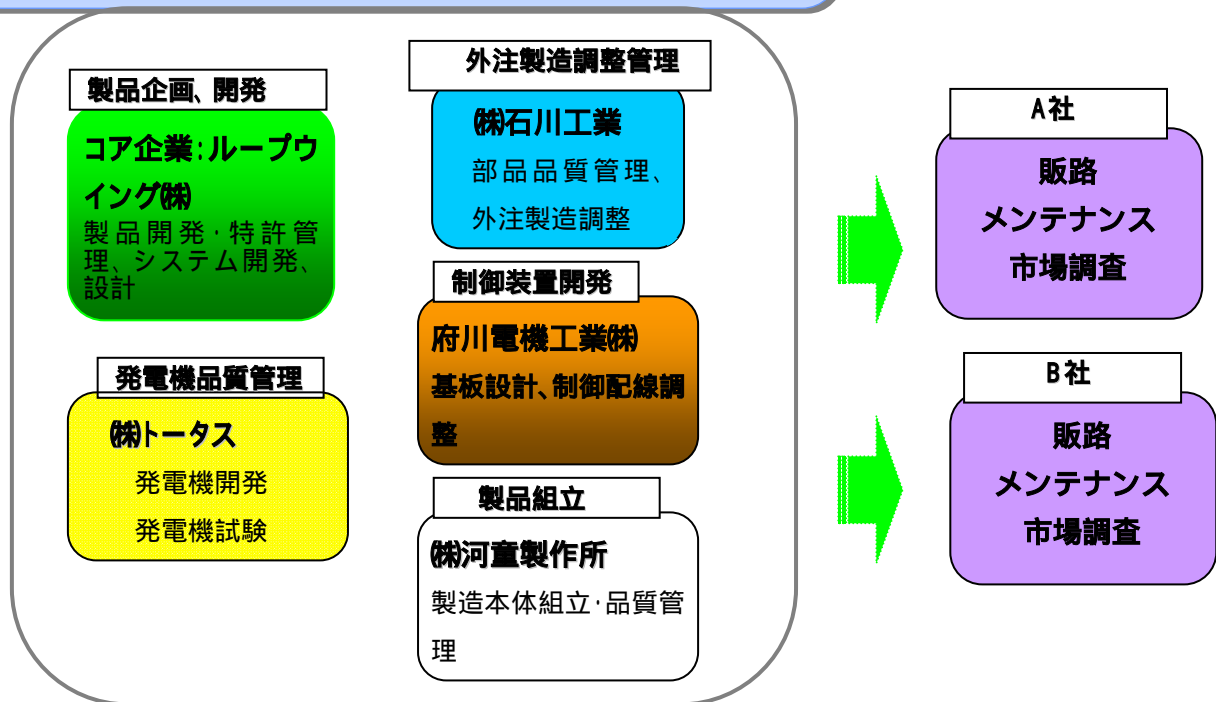 製品企画、開発
コア企業:ループウ
イング㈱
製品開発・特許管
理、システム開発、
設計
発電機品質管理
㈱トータス
発電機開発
発電機試験
外注製造調整管理
㈱石川工業
部品品質管理、
外注製造調整
制御装置開発
府川電機工業㈱
基板設計、制御配線調
整
製品組立
㈱河童製作所
製造本体組立・品質管
理
A社
販路
メンテナンス
市場調査
B社
販路
メンテナンス
市場調査